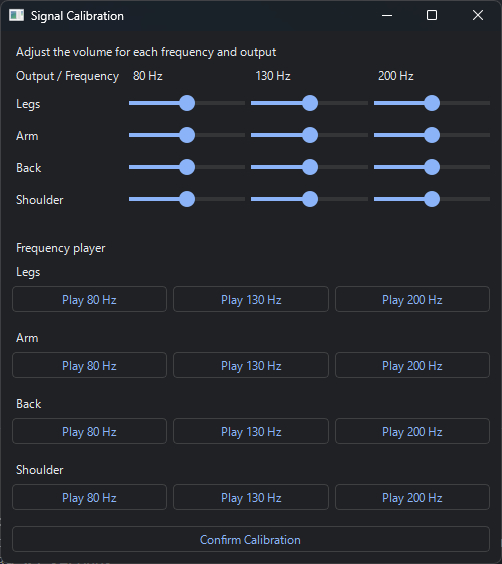 Signal Calibration
Adjust the volume for each frequency and output
Output / Frequency 80 Hz 130 Hz 200 Hz
Legs
Arm
Back
Shoulder
Frequency player
Legs
Play 80 Hz Play 130 Hz Play 200 Hz
Arm
Play 80 Hz Play 130 Hz Play 200 Hz
Back
Play 80 Hz Play 130 Hz Play 200 Hz
Shoulder
Play 80 Hz Play 130 Hz Play 200 Hz
Confirm Calibration